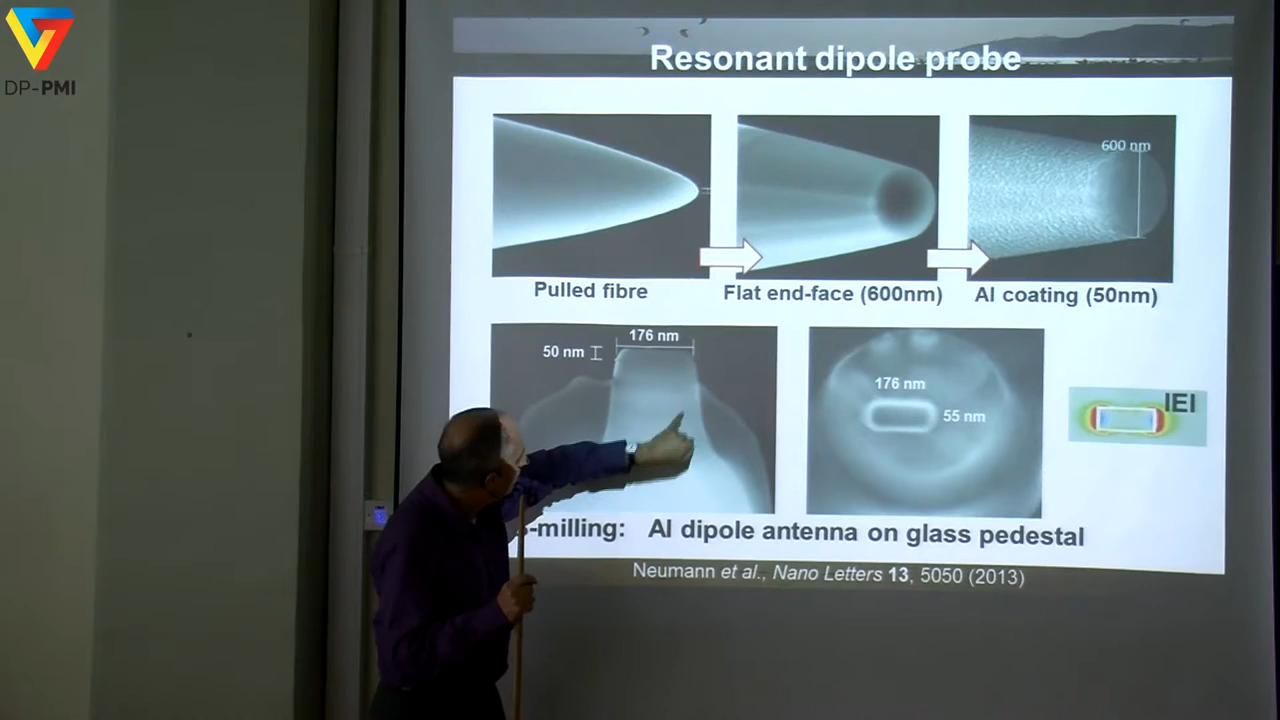 DP-PMI
Resonant dipole probe
600 nm
Pulled fibre
Flat end-face (600nm)
Al coating (50nm)
176 nm
50 nm
176 nm
55 nm
IEI
-milling: Al dipole antenna on glass pedestal
Neumann et al., Nano Letters 13, 5050 (2013)